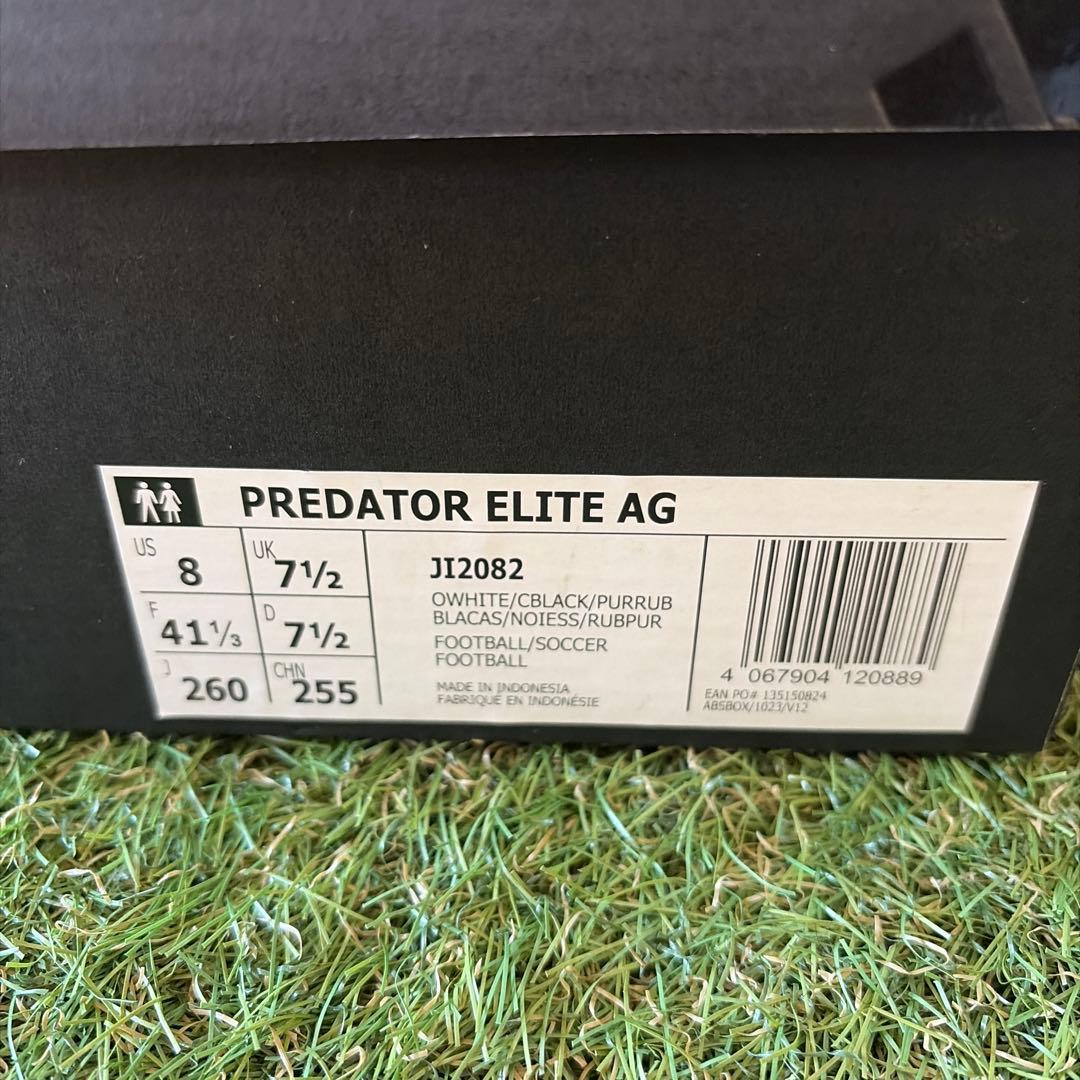 PREDATOR ELITE AG
US 8 UK 7½
F 41⅓ D 7½
J 260 CHN 255
JI2082
OWHITE/CBLACK/PURRUB
BLACAS/NOIESS/RUBPUR
FOOTBALL/SOCCER
FOOTBALL
MADE IN INDONESIA
FABRIQUÉ EN INDONÉSIE
4 067904 120889
EAN PO# 135150824
ABSBOX/1023/V12